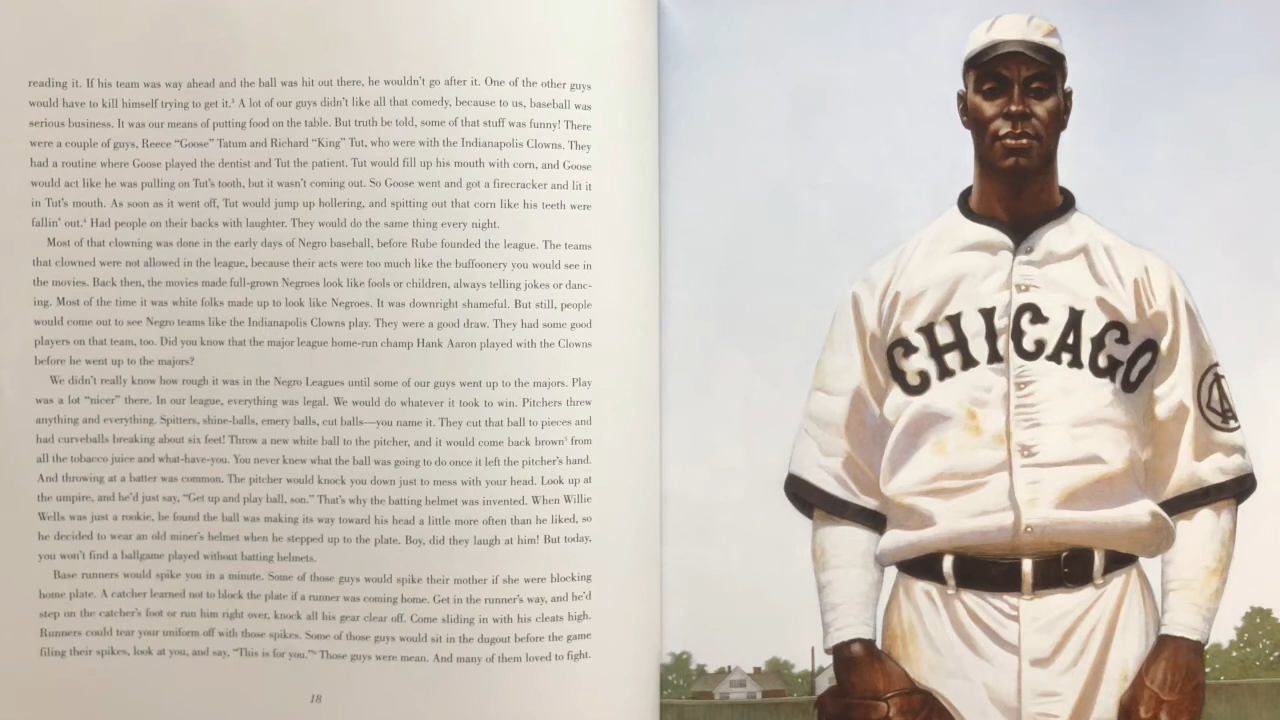 reading it. If his team was way ahead and the ball was hit out there, he wouldn't go after it. One of the other guys
would have to kill himself trying to get it.³ A lot of our guys didn't like all that comedy, because to us, baseball was
serious business. It was our means of putting food on the table. But truth be told, some of that stuff was funny! There
were a couple of guys, Reece “Goose” Tatum and Richard “King” Tut, who were with the Indianapolis Clowns. They
had a routine where Goose played the dentist and Tut the patient. Tut would fill up his mouth with corn, and Goose
would act like he was pulling on Tut's tooth, but it wasn't coming out. So Goose went and got a firecracker and lit it
in Tut's mouth. As soon as it went off, Tut would jump up hollering, and spitting out that corn like his teeth were
fallin' out.⁴ Had people on their backs with laughter. They would do the same thing every night.
Most of that clowning was done in the early days of Negro baseball, before Rube founded the league. The teams
that clowned were not allowed in the league, because their acts were too much like the buffoonery you would see in
the movies. Back then, the movies made full-grown Negroes look like fools or children, always telling jokes or danc-
ing. Most of the time it was white folks made up to look like Negroes. It was downright shameful. But still, people
would come out to see Negro teams like the Indianapolis Clowns play. They were a good draw. They had some good
players on that team, too. Did you know that the major league home-run champ Hank Aaron played with the Clowns
before he went up to the majors?
We didn't really know how rough it was in the Negro Leagues until some of our guys went up to the majors. Play
was a lot “nicer” there. In our league, everything was legal. We would do whatever it took to win. Pitchers threw
anything and everything. Spitters, shine-balls, emery balls, cut balls—you name it. They cut that ball to pieces and
had curveballs breaking about six feet! Throw a new white ball to the pitcher, and it would come back brown⁵ from
all the tobacco juice and what-have-you. You never knew what the ball was going to do once it left the pitcher's hand.
And throwing at a batter was common. The pitcher would knock you down just to mess with your head. Look up at
the umpire, and he'd just say, “Get up and play ball, son.” That's why the batting helmet was invented. When Willie
Wells was just a rookie, he found the ball was making its way toward his head a little more often than he liked, so
he decided to wear an old miner's helmet when he stepped up to the plate. Boy, did they laugh at him! But today,
you won't find a ballgame played without batting helmets.
Base runners would spike you in a minute. Some of those guys would spike their mother if she were blocking
home plate. A catcher learned not to block the plate if a runner was coming home. Get in the runner's way, and he'd
step on the catcher's foot or run him right over, knock all his gear clear off. Come sliding in with his cleats high.
Runners could tear your uniform off with those spikes. Some of those guys would sit in the dugout before the game
filing their spikes, look at you, and say, “This is for you.”⁶ Those guys were mean. And many of them loved to fight.
18
CHICAGO